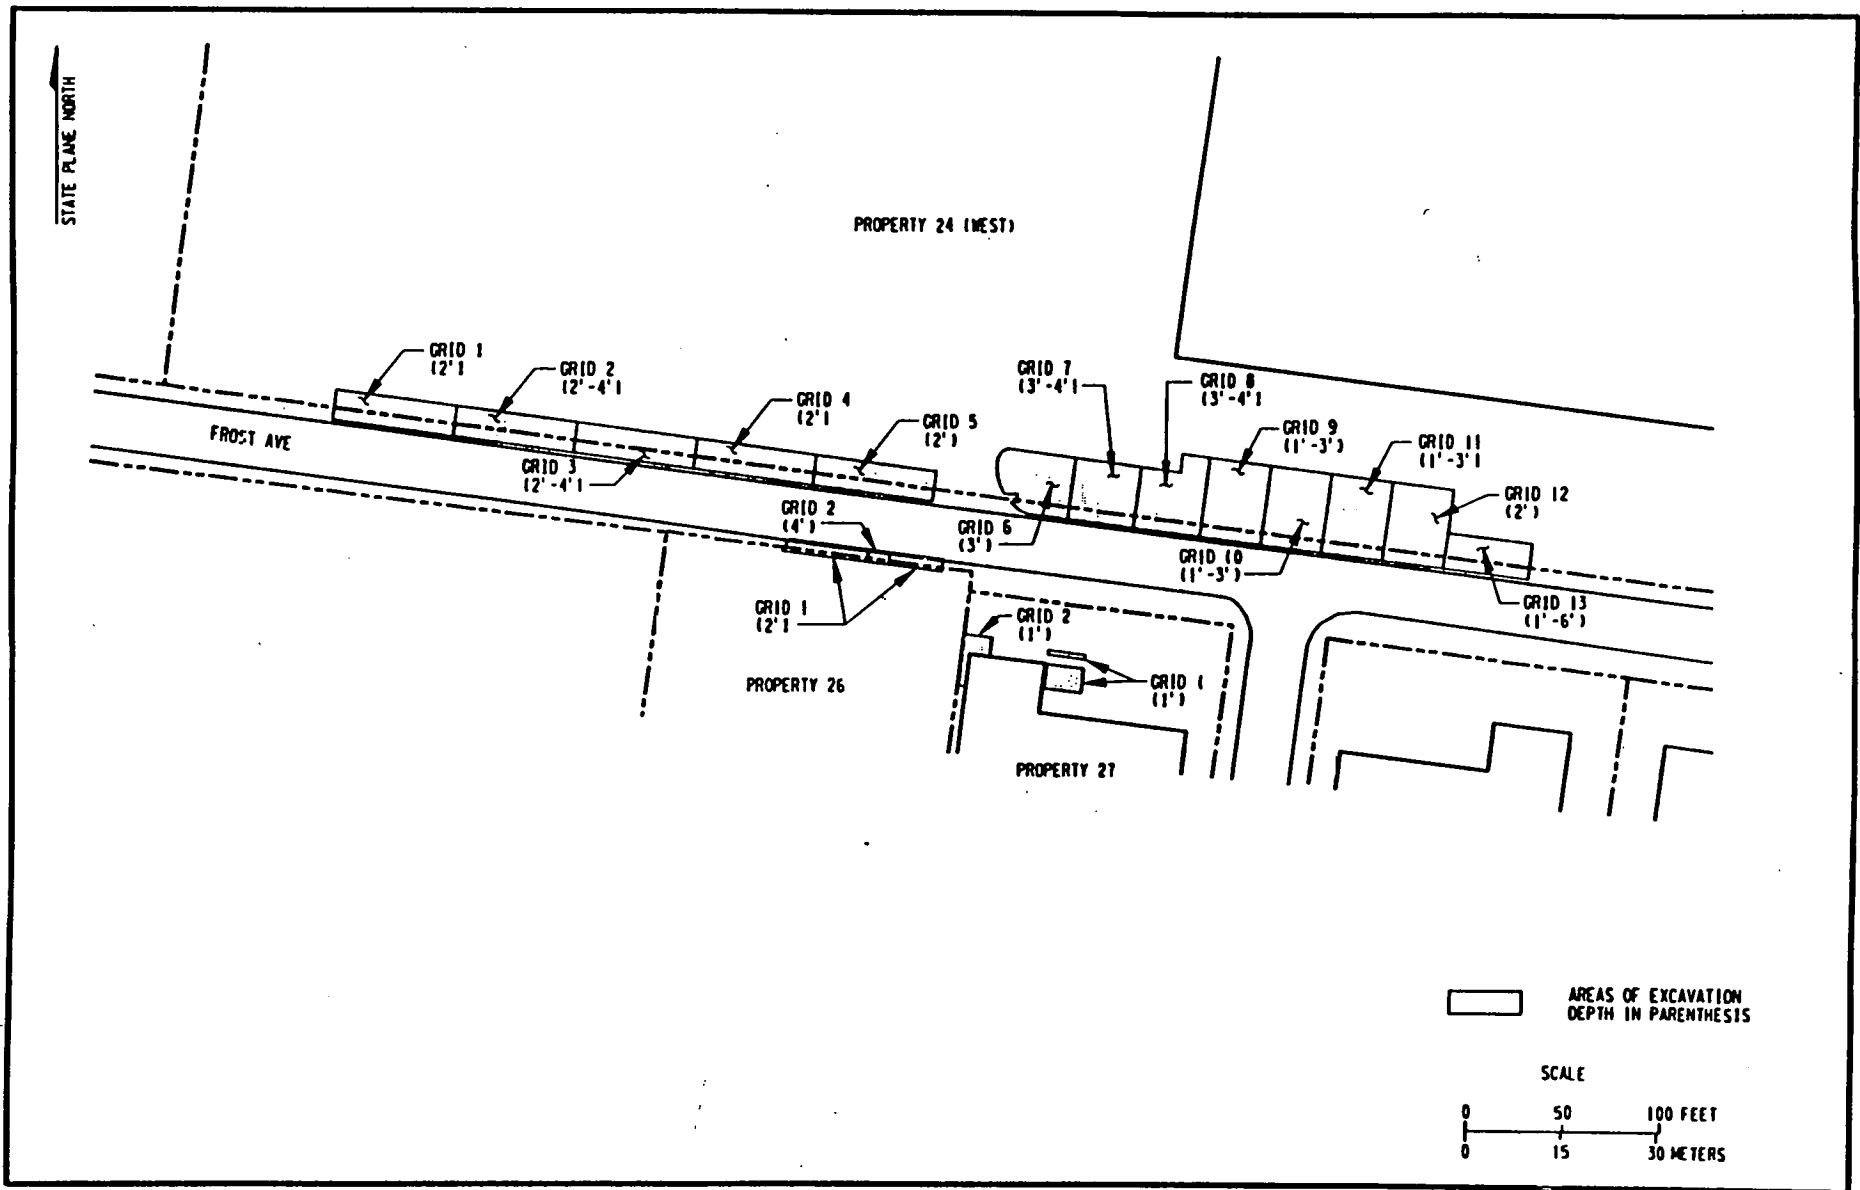 STATE PLANE NORTH
PROPERTY 24 (WEST)
GRID 1
(2')
GRID 2
(2'-4')
GRID 4
(2')
GRID 5
(2')
GRID 7
(3'-4')
GRID 8
(3'-4')
GRID 9
(1'-3')
GRID 11
(1'-3')
GRID 12
(2')
FROST AVE
GRID 3
(2'-4')
GRID 2
(4')
GRID 6
(3')
GRID 10
(1'-3')
GRID 13
(1'-6')
GRID 1
(2')
GRID 2
(1')
GRID 1
(1')
PROPERTY 26
PROPERTY 27
AREAS OF EXCAVATION
DEPTH IN PARENTHESIS
SCALE
0 50 100 FEET
0 15 30 METERS